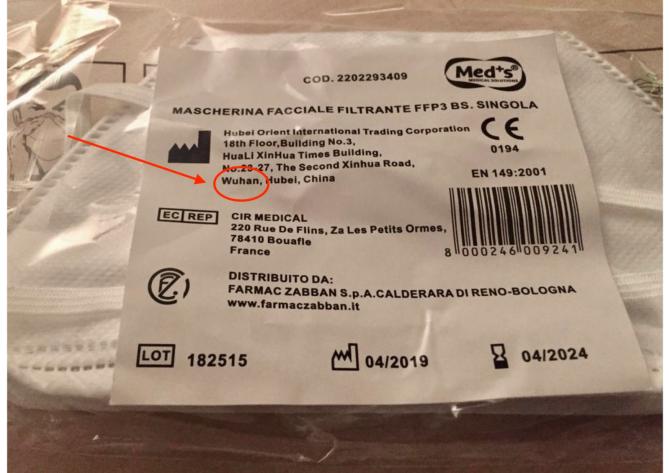 COD. 2202293409
Med+s®
MEDICAL SOLUTIONS
MASCHERINA FACCIALE FILTRANTE FFP3 BS. SINGOLA
Hubei Orient International Trading Corporation
18th Floor,Building No.3,
HuaLi XinHua Times Building,
No.23-27, The Second Xinhua Road,
Wuhan, Hubei, China
CE
0194
EN 149:2001
8 000246 009241
EC REP
CIR MEDICAL
220 Rue De Flins, Za Les Petits Ormes,
78410 Bouafle
France
DISTRIBUITO DA:
FARMAC ZABBAN S.p.A.CALDERARA DI RENO-BOLOGNA
www.farmaczabban.it
LOT 182515
04/2019
04/2024